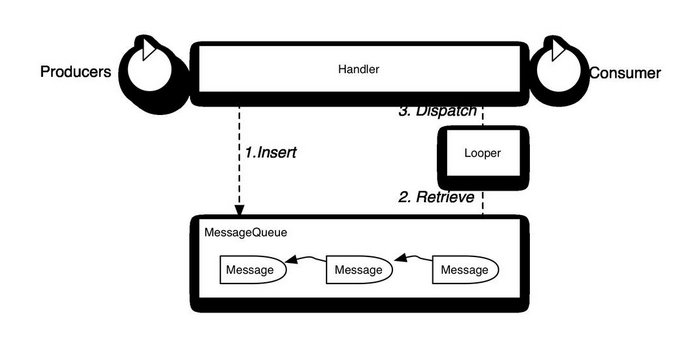 Producers
Handler
Consumer
3. Dispatch
1.Insert
Looper
2. Retrieve
MessageQueue
Message
Message
Message